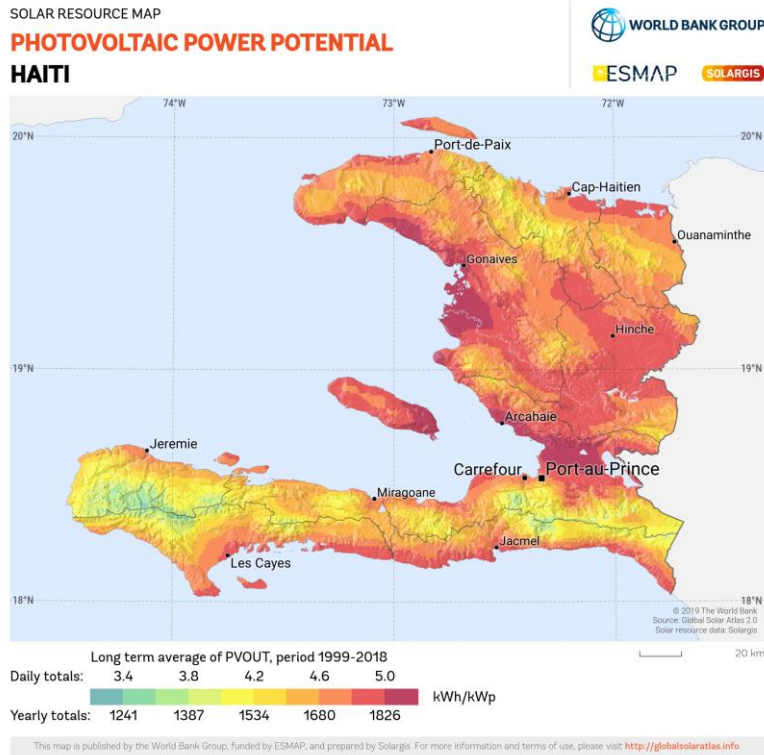 SOLAR RESOURCE MAP
PHOTOVOLTAIC POWER POTENTIAL
HAITI
WORLD BANK GROUP
ESMAP
SOLARGIS
74°W 73°W 72°W
20°N 20°N
Port-de-Paix
Cap-Haitien
Ouanaminthe
Gonaives
Hinche
19°N 19°N
Arcahaie
Jeremie
Carrefour Port-au-Prince
Miragoane
Jacmel
Les Cayes
18°N 18°N
© 2019 The World Bank
Source: Global Solar Atlas 2.0
Solar resource data: Solargis
20 km
Long term average of PVOUT, period 1999-2018
Daily totals: 3.4 3.8 4.2 4.6 5.0
kWh/kWp
Yearly totals: 1241 1387 1534 1680 1826
This map is published by the World Bank Group, funded by ESMAP, and prepared by Solargis. For more information and terms of use, please visit http://globalsolaratlas.info.